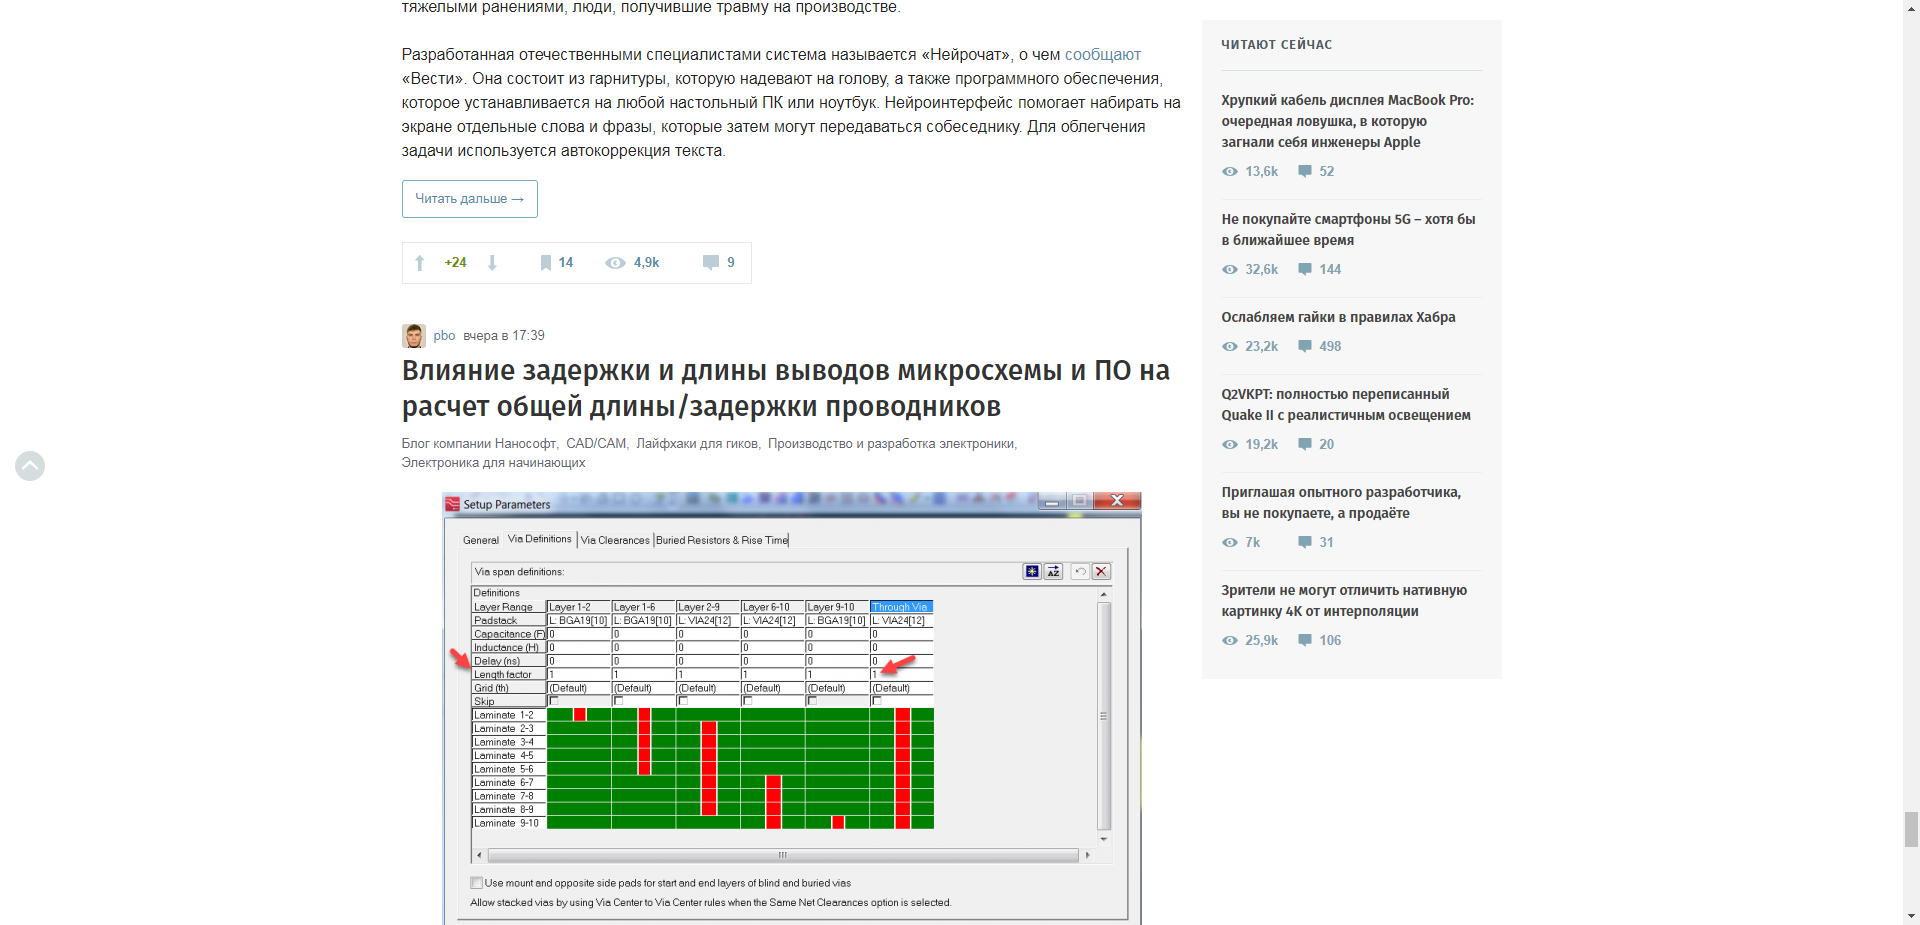 тяжелыми ранениями, люди, получившие травму на производстве.
Разработанная отечественными специалистами система называется «Нейрочат», о чем сообщают
«Вести». Она состоит из гарнитуры, которую надевают на голову, а также программного обеспечения,
которое устанавливается на любой настольный ПК или ноутбук. Нейроинтерфейс помогает набирать на
экране отдельные слова и фразы, которые затем могут передаваться собеседнику. Для облегчения
задачи используется автокоррекция текста.
Читать дальше →
+24 14 4,9k 9
pbo вчера в 17:39
Влияние задержки и длины выводов микросхемы и ПО на
расчет общей длины/задержки проводников
Блог компании Нанософт, CAD/CAM, Лайфхаки для гиков, Производство и разработка электроники,
Электроника для начинающих
Setup Parameters
General Via Definitions Via Clearances Buried Resistors & Rise Time
Via span definitions:
Definitions
Layer Range Layer 1-2 Layer 1-6 Layer 2-9 Layer 6-10 Layer 9-10 Through Via
Padstack L: BGA19[10] L: BGA19[10] L: VIA24[12] L: VIA24[12] L: BGA19[10] L: VIA24[12]
Capacitance (F) 0 0 0 0 0 0
Inductance (H) 0 0 0 0 0 0
Delay (ns) 0 0 0 0 0 0
Length factor 1 1 1 1 1 1
Grid (th) (Default) (Default) (Default) (Default) (Default) (Default)
Skip
Laminate 1-2
Laminate 2-3
Laminate 3-4
Laminate 4-5
Laminate 5-6
Laminate 6-7
Laminate 7-8
Laminate 8-9
Laminate 9-10
Use mount and opposite side pads for start and end layers of blind and buried vias
Allow stacked vias by using Via Center to Via Center rules when the Same Net Clearances option is selected.
ЧИТАЮТ СЕЙЧАС
Хрупкий кабель дисплея MacBook Pro:
очередная ловушка, в которую
загнали себя инженеры Apple
13,6k 52
Не покупайте смартфоны 5G – хотя бы
в ближайшее время
32,6k 144
Ослабляем гайки в правилах Хабра
23,2k 498
Q2VKPT: полностью переписанный
Quake II с реалистичным освещением
19,2k 20
Приглашая опытного разработчика,
вы не покупаете, а продаёте
7k 31
Зрители не могут отличить нативную
картинку 4K от интерполяции
25,9k 106